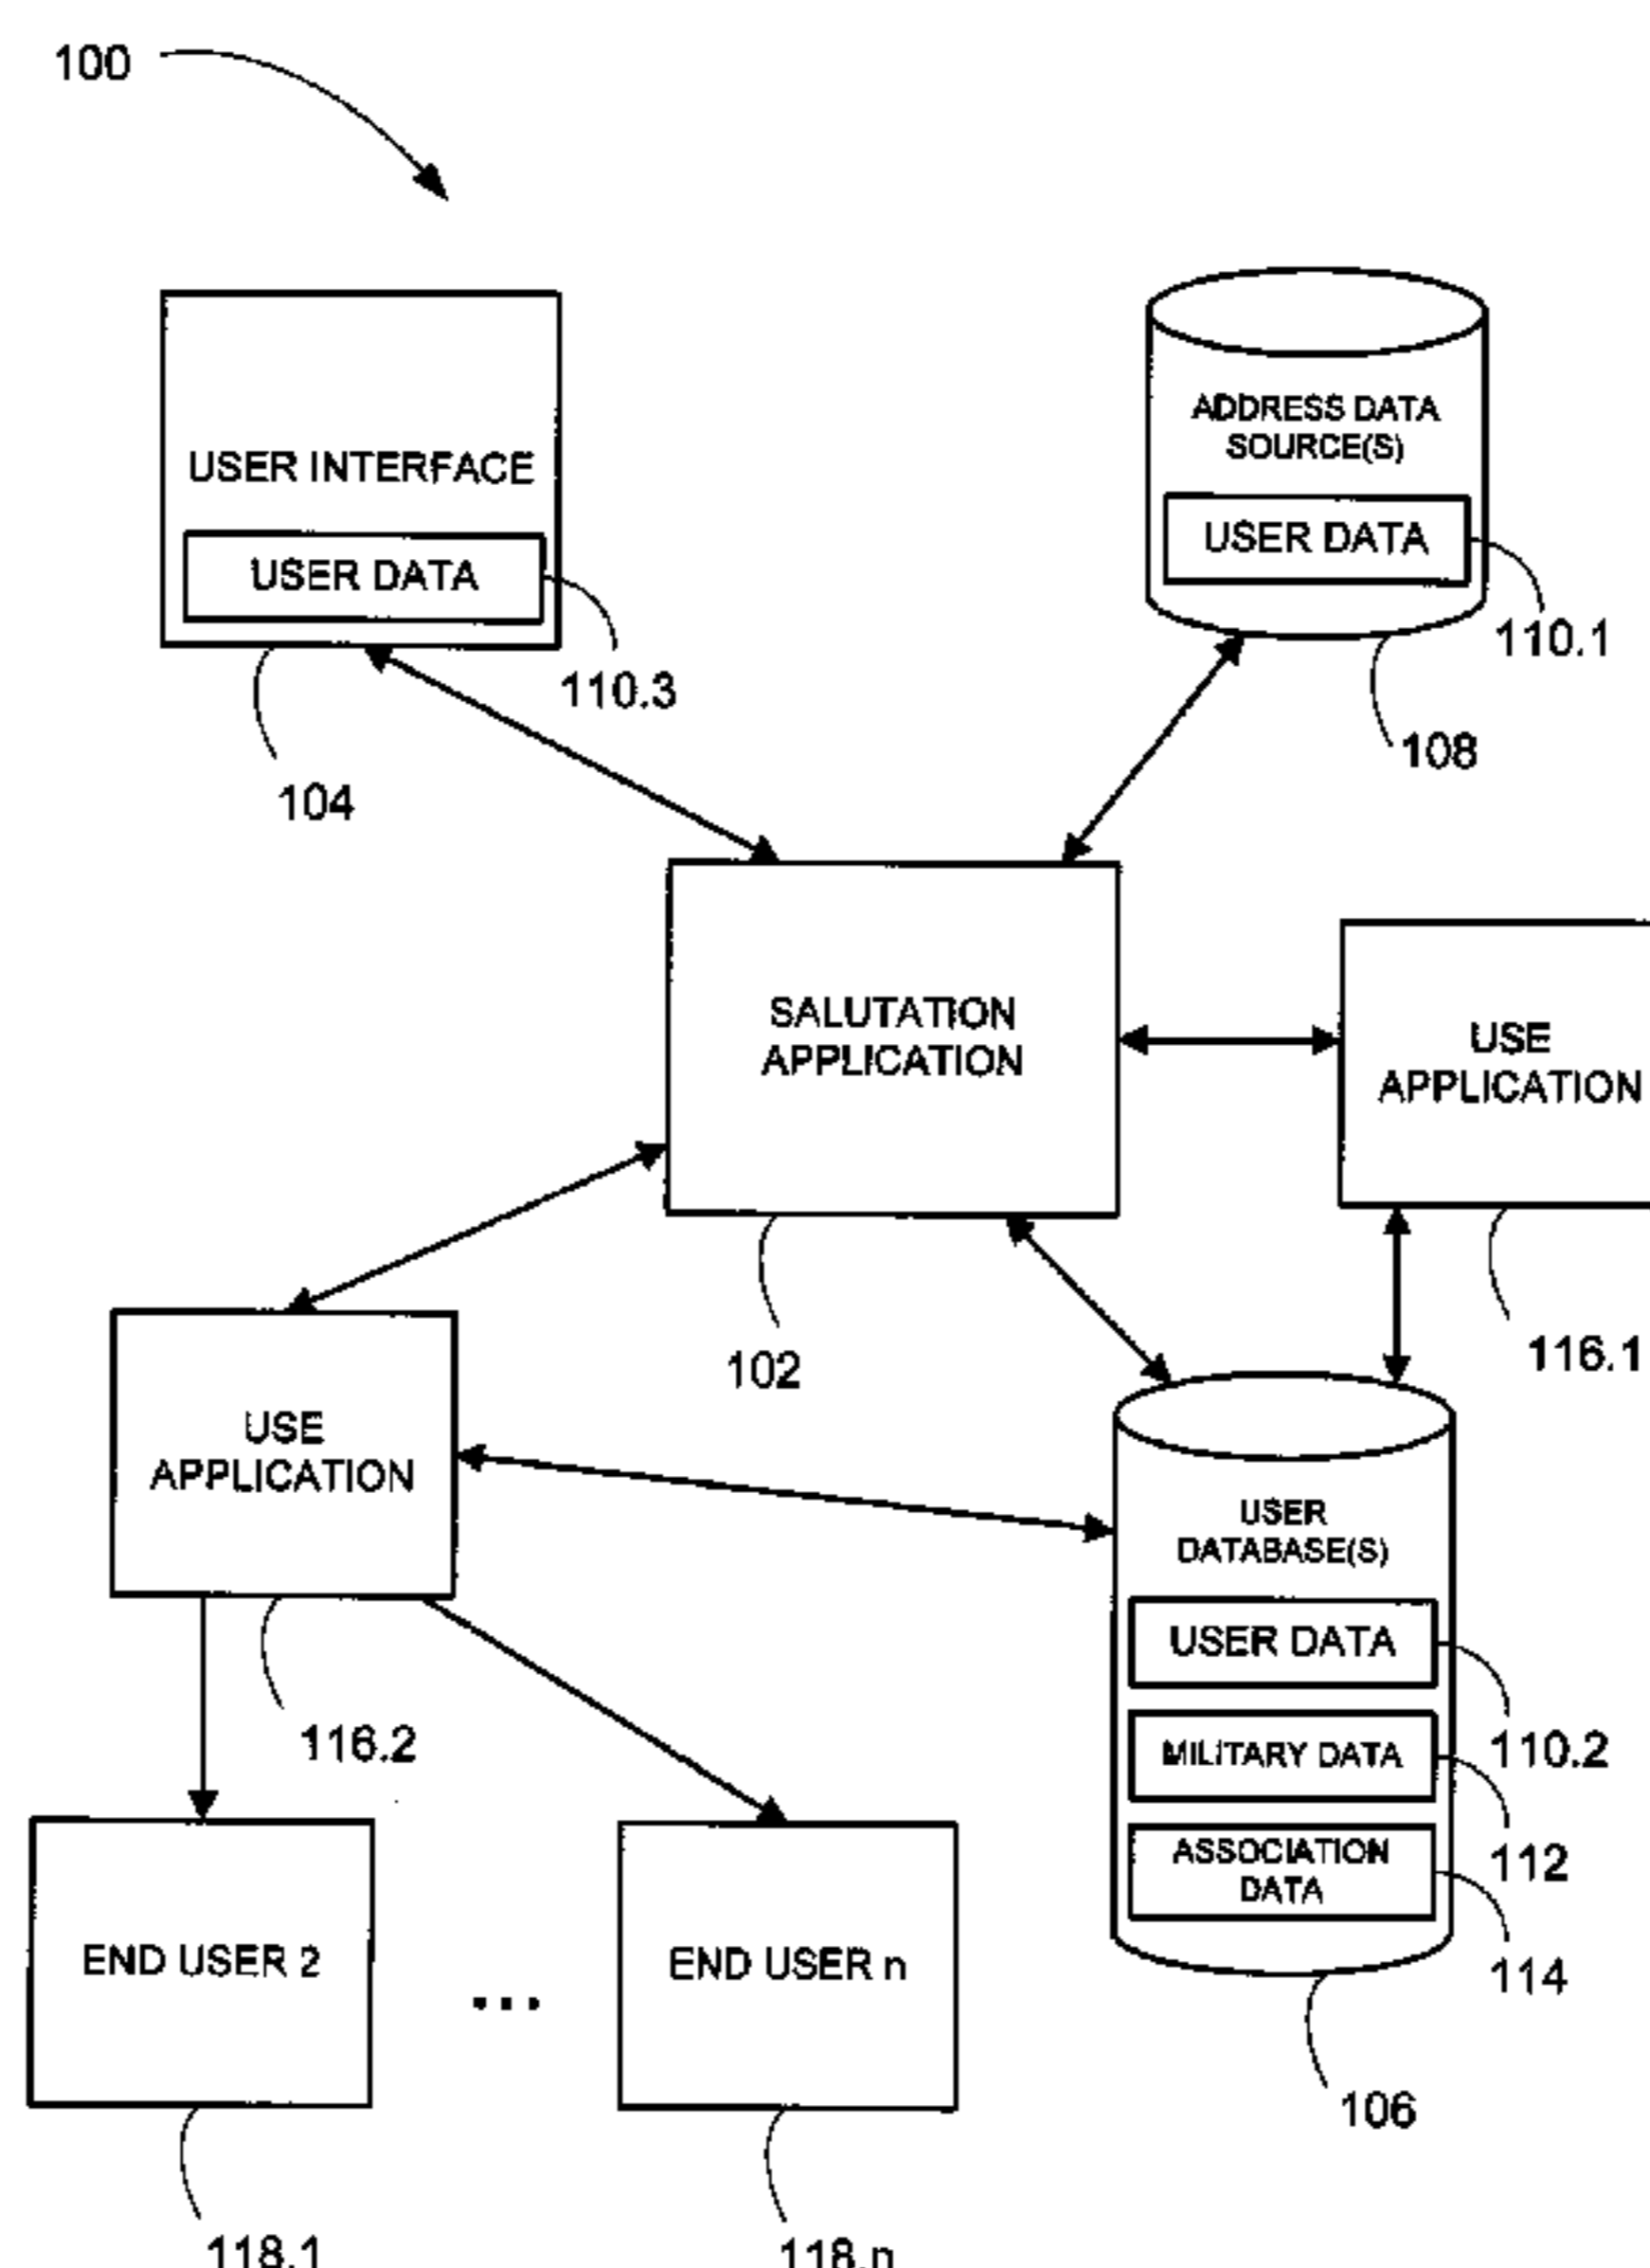 100
USER INTERFACE
USER DATA
110.3
104
ADDRESS DATA
SOURCE(S)
USER DATA
110.1
108
SALUTATION
APPLICATION
102
USE
APPLICATION
116.1
USE
APPLICATION
116.2
USER
DATABASE(S)
USER DATA
110.2
MILITARY DATA
112
ASSOCIATION
DATA
114
106
END USER 2
...
END USER n
118.1
118.n